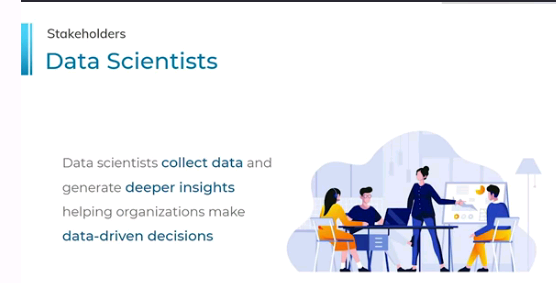 Stakeholders
Data Scientists
Data scientists collect data and
generate deeper insights
helping organizations make
data-driven decisions